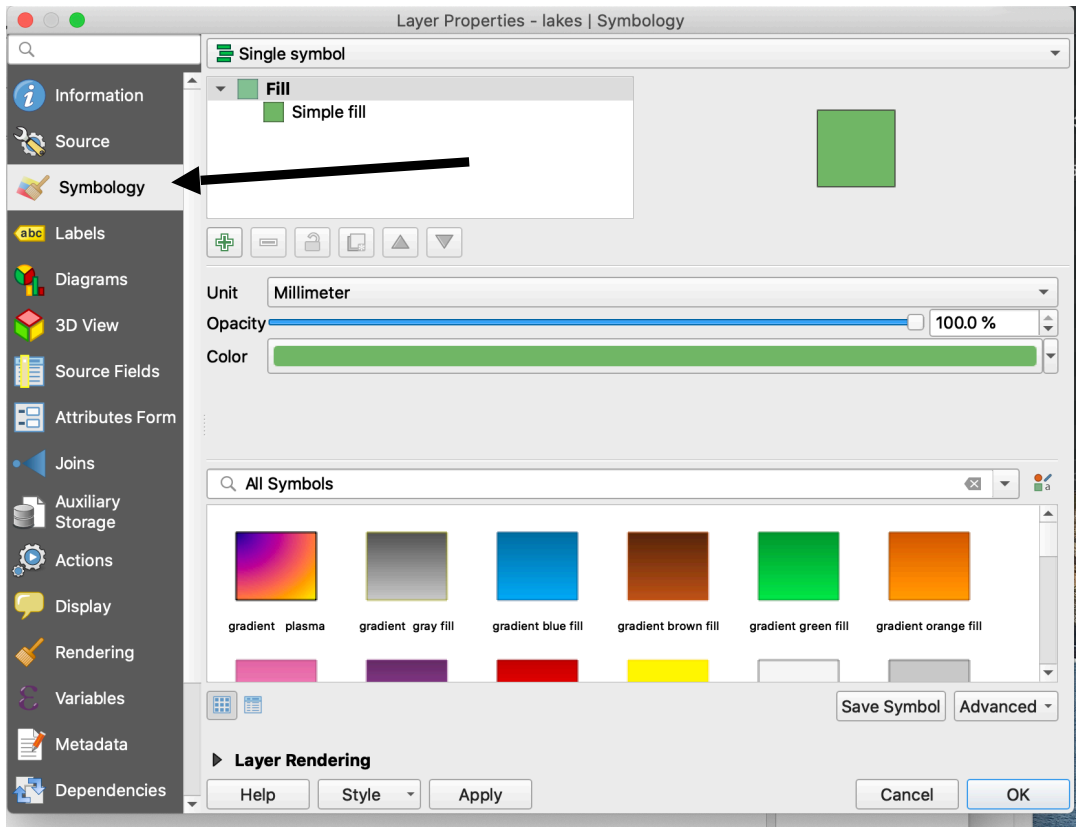 Layer Properties - lakes | Symbology
Single symbol
Information
Source
Symbology
abc Labels
Diagrams
3D View
Source Fields
Attributes Form
Joins
Auxiliary
Storage
Actions
Display
Rendering
Variables
Metadata
Dependencies
Fill
Simple fill
Unit Millimeter
Opacity 100.0 %
Color
All Symbols
gradient plasma gradient gray fill gradient blue fill gradient brown fill gradient green fill gradient orange fill
Save Symbol Advanced
Layer Rendering
Help Style Apply Cancel OK